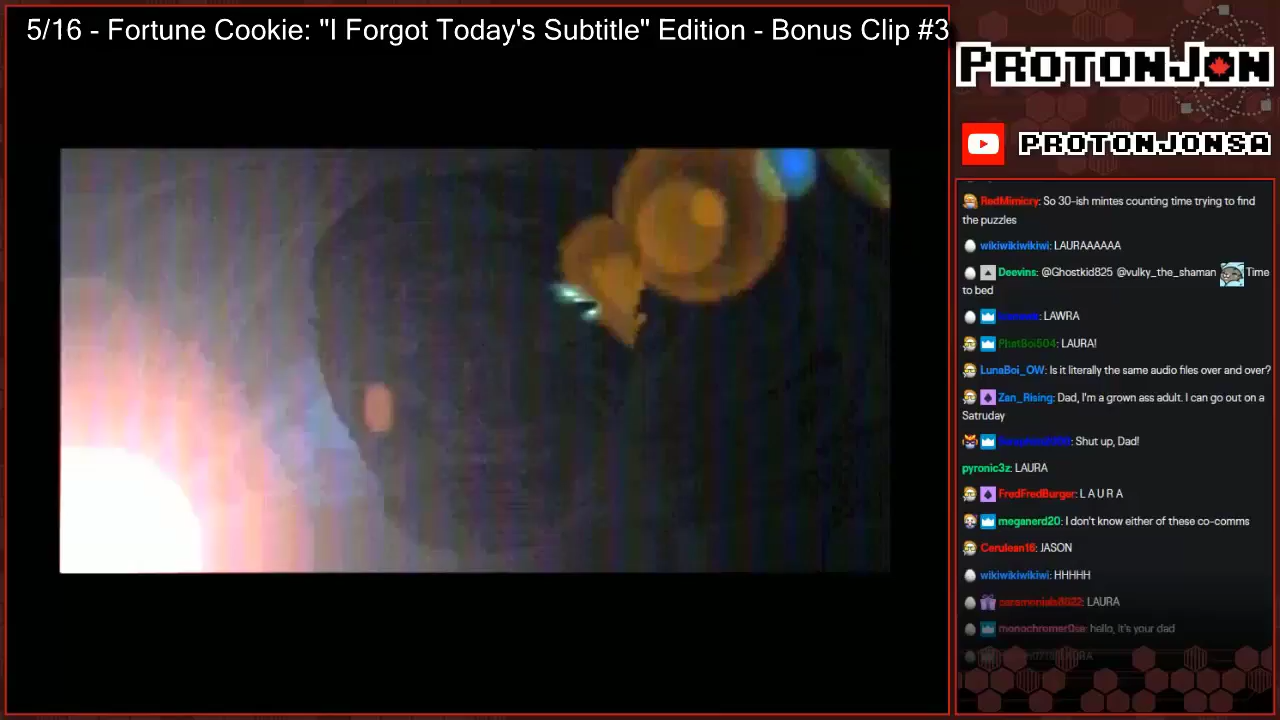 5/16 - Fortune Cookie: "I Forgot Today's Subtitle" Edition - Bonus Clip #3
PROTONJON
PROTONJONSA
RedMimicry: So 30-ish mintes counting time trying to find
the puzzles
wikiwikiwikiwi: LAURAAAAAA
Deevins: @Ghostkid825 @vulky_the_shaman Time
to bed
: LAWRA
PhatBoi504: LAURA!
LunaBoi_OW: Is it literally the same audio files over and over?
Zan_Rising: Dad, I'm a grown ass adult. I can go out on a
Satruday
: Shut up, Dad!
pyronic3z: LAURA
FredFredBurger: L A U R A
meganerd20: I don't know either of these co-comms
Cerulean16: JASON
wikiwikiwikiwi: HHHHH
: LAURA
: hello, it's your dad